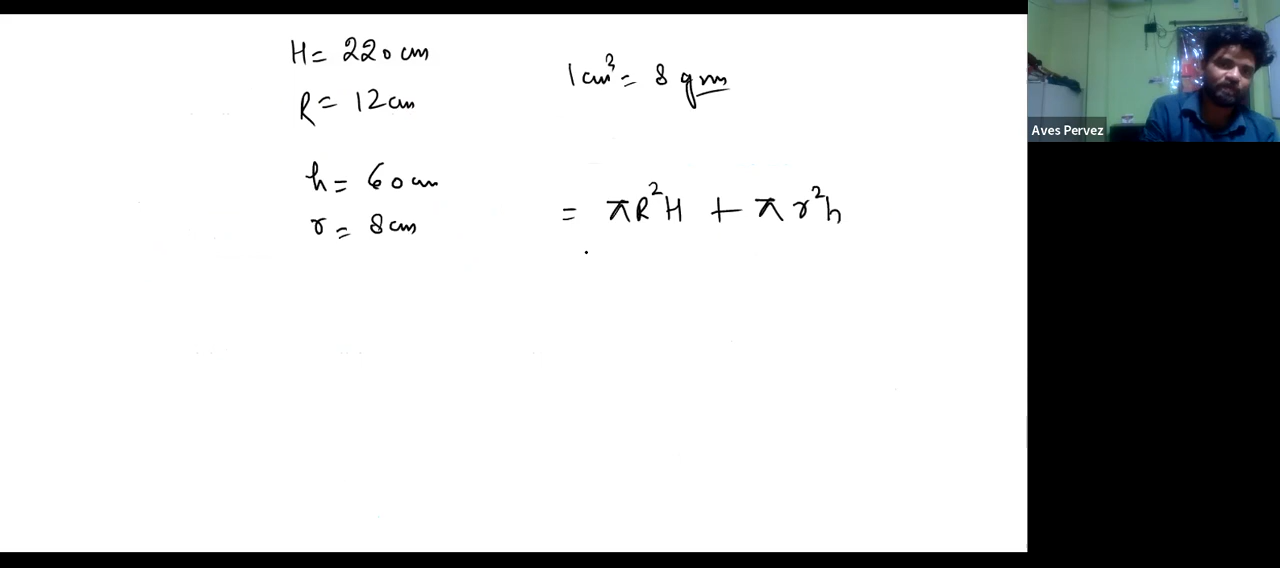 H = 220 cm
R = 12 cm
1 cm³ = 8 gm
h = 60 cm
r = 8 cm
= πR²H + πr²h
Aves Pervez